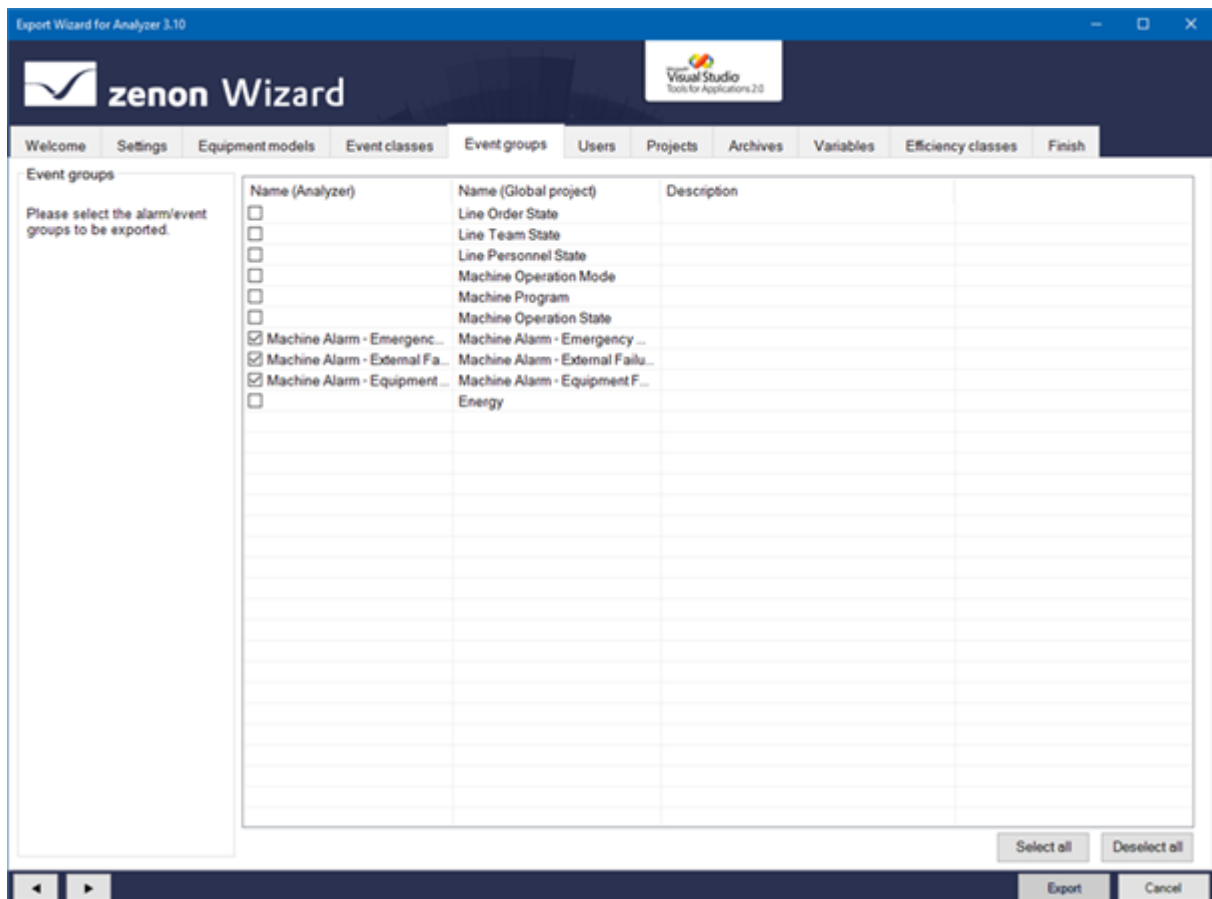 Export Wizard for Analyzer 3.10
zenon Wizard
Microsoft
Visual Studio
Tools for Applications 2.0
Welcome Settings Equipment models Event classes Event groups Users Projects Archives Variables Efficiency classes Finish
Event groups
Please select the alarm/event
groups to be exported.
Name (Analyzer) Name (Global project) Description
Line Order State
Line Team State
Line Personnel State
Machine Operation Mode
Machine Program
Machine Operation State
Machine Alarm - Emergenc... Machine Alarm - Emergency ...
Machine Alarm - External Fa... Machine Alarm - External Failu...
Machine Alarm - Equipment ... Machine Alarm - Equipment F...
Energy
Select all Deselect all
Export Cancel